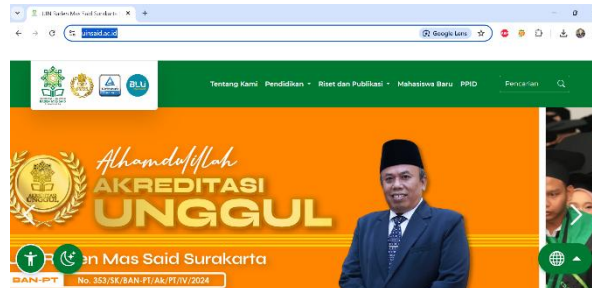 UIN Raden Mas Said Surakarta
uinsaid.ac.id
Google Lens
BLU
Tentang Kami Pendidikan Riset dan Publikasi Mahasiswa Baru PPID Pencarian
Alhamdulillah
AKREDITASI
UNGGUL
en Mas Said Surakarta
BAN-PT No. 353/SK/BAN-PT/Ak/PT/IV/2024